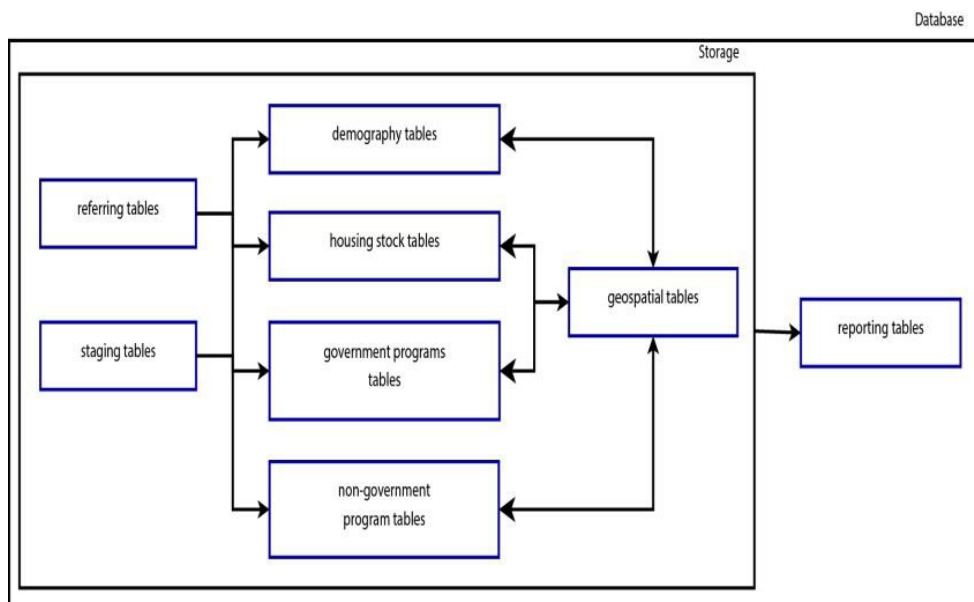 Database
Storage
demography tables
referring tables
housing stock tables
geospatial tables
reporting tables
staging tables
government programs
tables
non-government
program tables